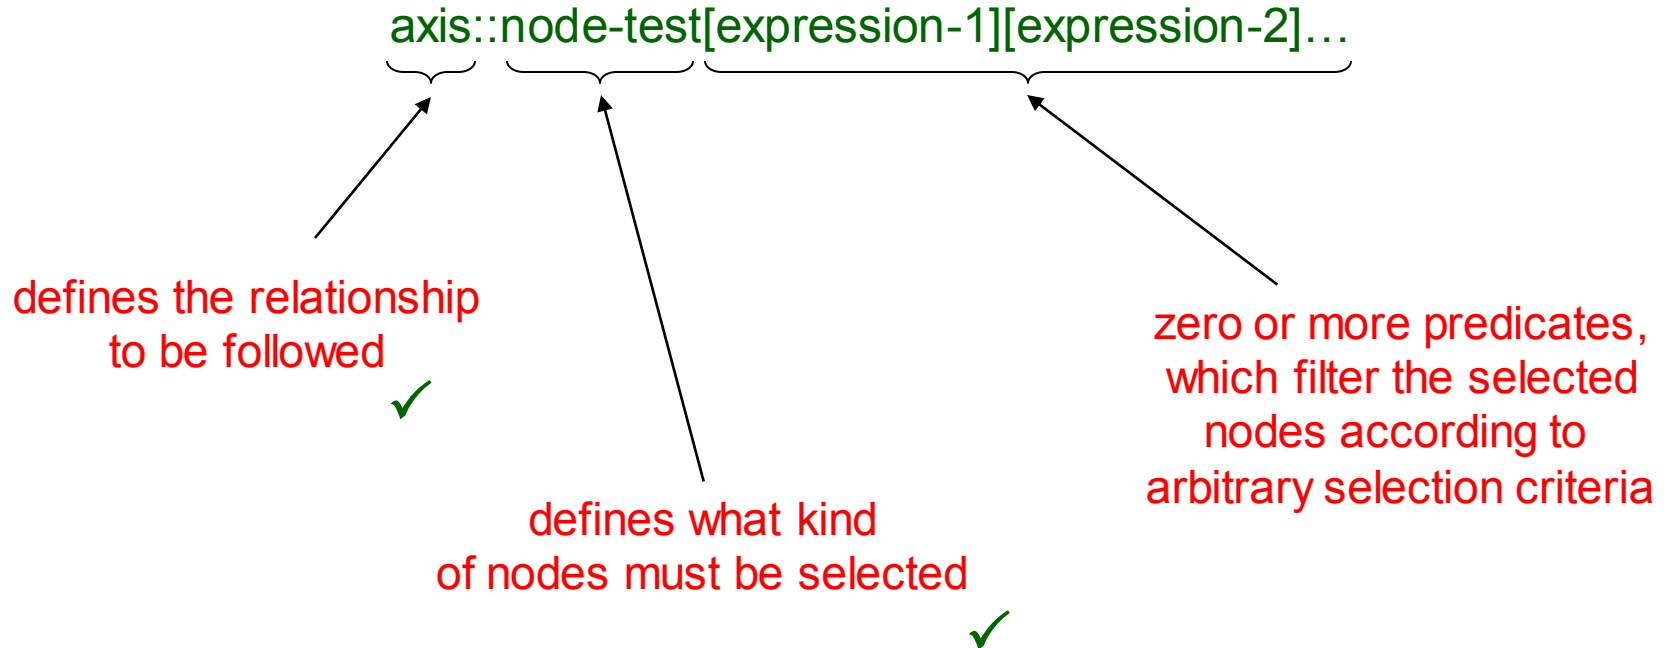 axis::node-test[expression-1][expression-2]…
defines the relationship
to be followed
✓
zero or more predicates,
which filter the selected
nodes according to
arbitrary selection criteria
defines what kind
of nodes must be selected
✓